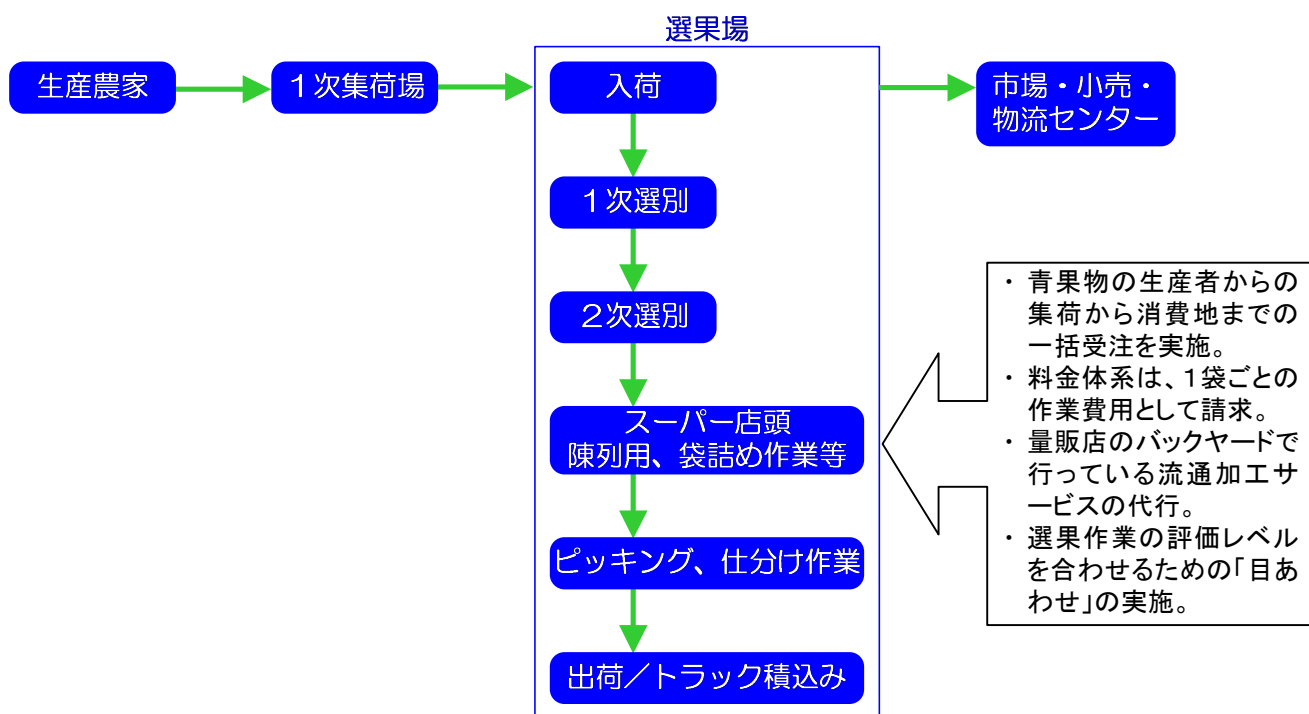 選果場
生産農家
１次集荷場
入荷
市場・小売・
物流センター
１次選別
２次選別
スーパー店頭
陳列用、袋詰め作業等
ピッキング、仕分け作業
出荷／トラック積込み
・ 青果物の生産者からの
集荷から消費地までの
一括受注を実施。
・ 料金体系は、１袋ごとの
作業費用として請求。
・ 量販店のバックヤードで
行っている流通加工サ
ービスの代行。
・ 選果作業の評価レベル
を合わせるための「目あ
わせ」の実施。